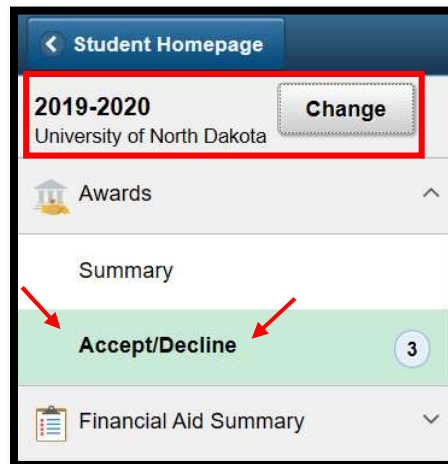 Student Homepage
2019-2020
University of North Dakota
Change
Awards
Summary
Accept/Decline
3
Financial Aid Summary